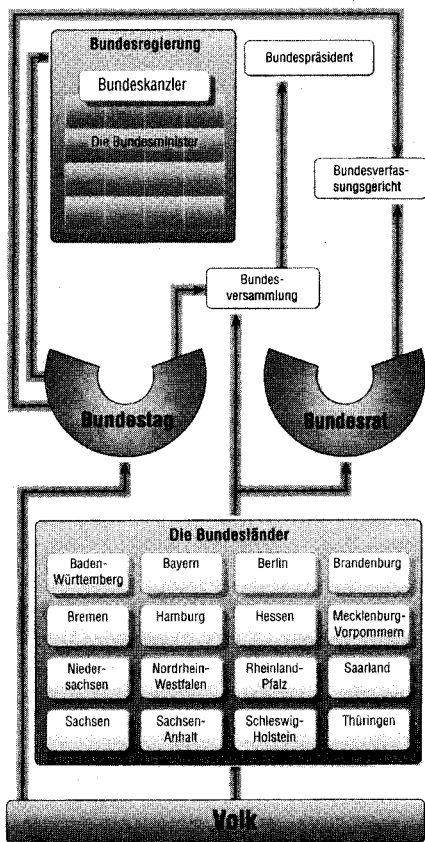 Bundesregierung
Bundeskanzler
Die Bundesminister
Bundespräsident
Bundesverfas-
sungsgericht
Bundes-
versammlung
Bundestag
Bundesrat
Die Bundesländer
Baden-
Württemberg
Bayern
Berlin
Brandenburg
Bremen
Hamburg
Hessen
Mecklenburg-
Vorpommern
Nieder-
sachsen
Nordrhein-
Westfalen
Rheinland-
Pfalz
Saarland
Sachsen
Sachsen-
Anhalt
Schleswig-
Holstein
Thüringen
Volk